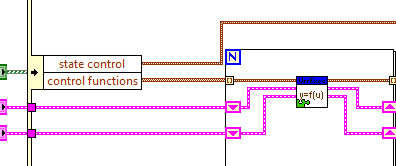 state control
N
control functions
y=f(u)